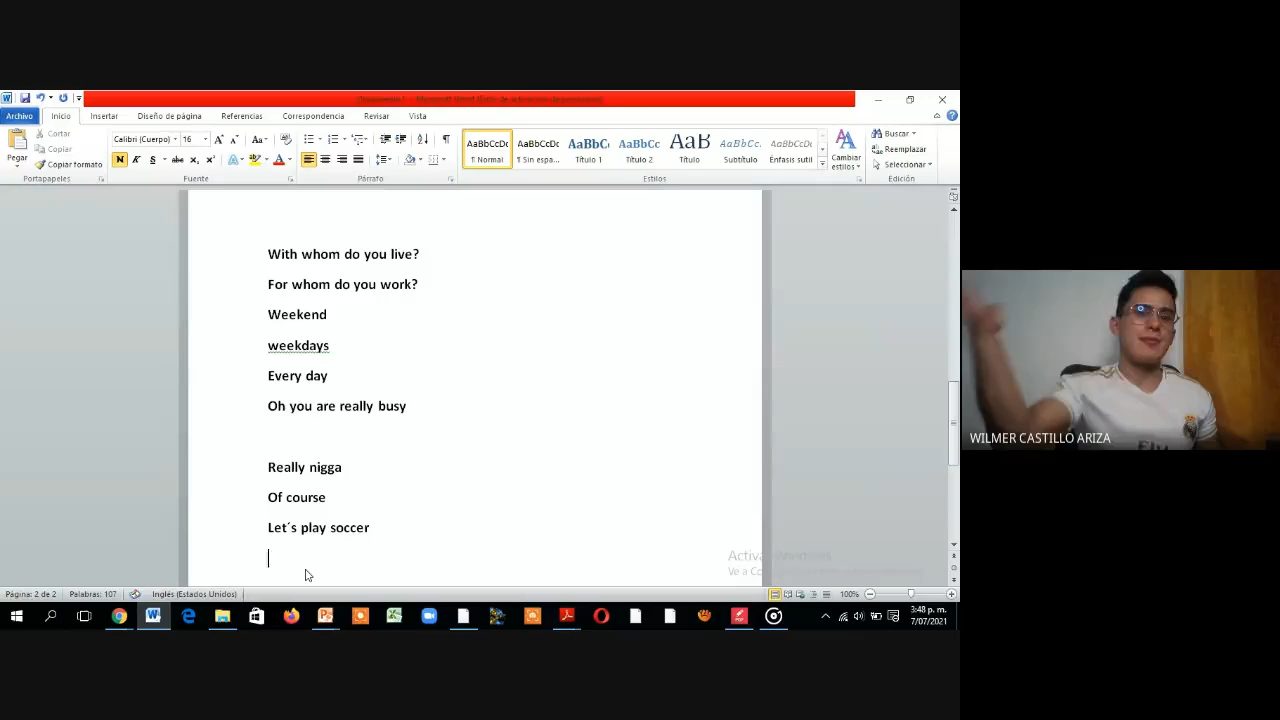 Archivo Inicio Insertar Diseño de página Referencias Correspondencia Revisar Vista
Pegar
Cortar
Copiar
Copiar formato
Portapapeles
Calibri (Cuerpo) 16
Fuente
Párrafo
AaBbCcDc AaBbCcDc AaBbCc AaBbCc AaB AaBbCc. AaBbCcDc
¶ Normal ¶ Sin espa... Título 1 Título 2 Título Subtítulo Énfasis sutil
Estilos
Cambiar estilos
Buscar
Reemplazar
Seleccionar
Edición
With whom do you live?
For whom do you work?
Weekend
weekdays
Every day
Oh you are really busy
Really nigga
Of course
Let´s play soccer
WILMER CASTILLO ARIZA
Página: 2 de 2 Palabras: 107 Inglés (Estados Unidos) 100%
3:48 p. m.
7/07/2021